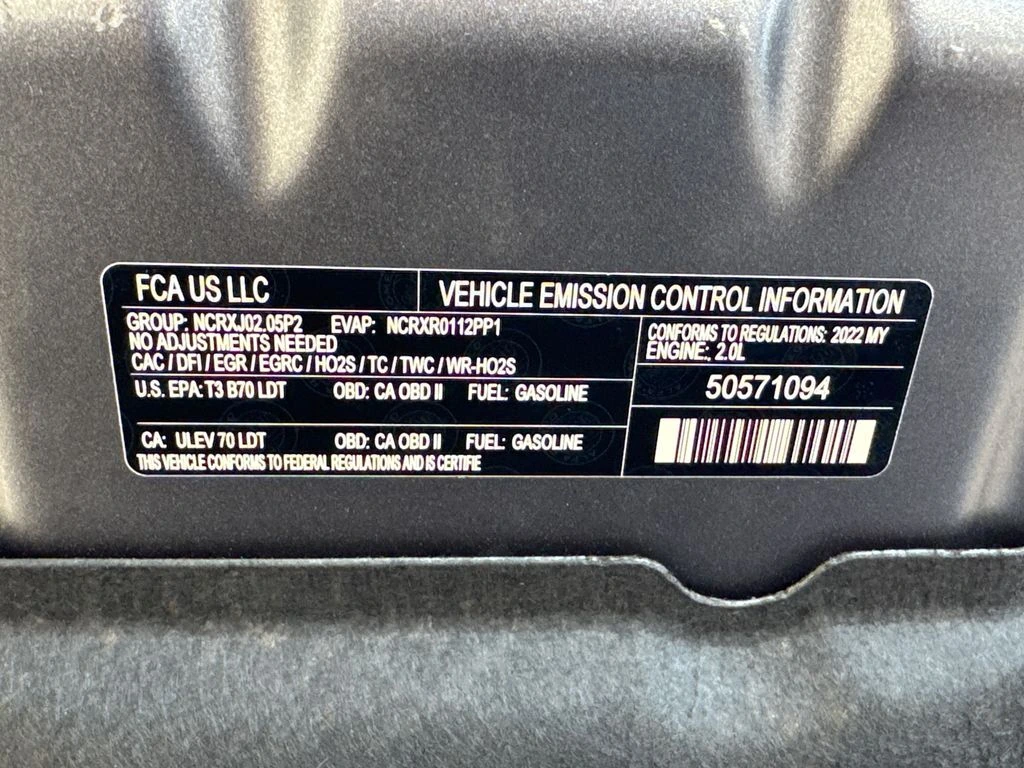 FCA US LLC
VEHICLE EMISSION CONTROL INFORMATION
GROUP: NCRXJ02.05P2 EVAP: NCRXR0112PP1
NO ADJUSTMENTS NEEDED
CAC / DFI / EGR / EGRC / HO2S / TC / TWC / WR-HO2S
U.S. EPA: T3 B70 LDT OBD: CA OBD II FUEL: GASOLINE
CA: ULEV 70 LDT OBD: CA OBD II FUEL: GASOLINE
THIS VEHICLE CONFORMS TO FEDERAL REGULATIONS AND IS CERTIFIE
CONFORMS TO REGULATIONS: 2022 MY
ENGINE: 2.0L
50571094